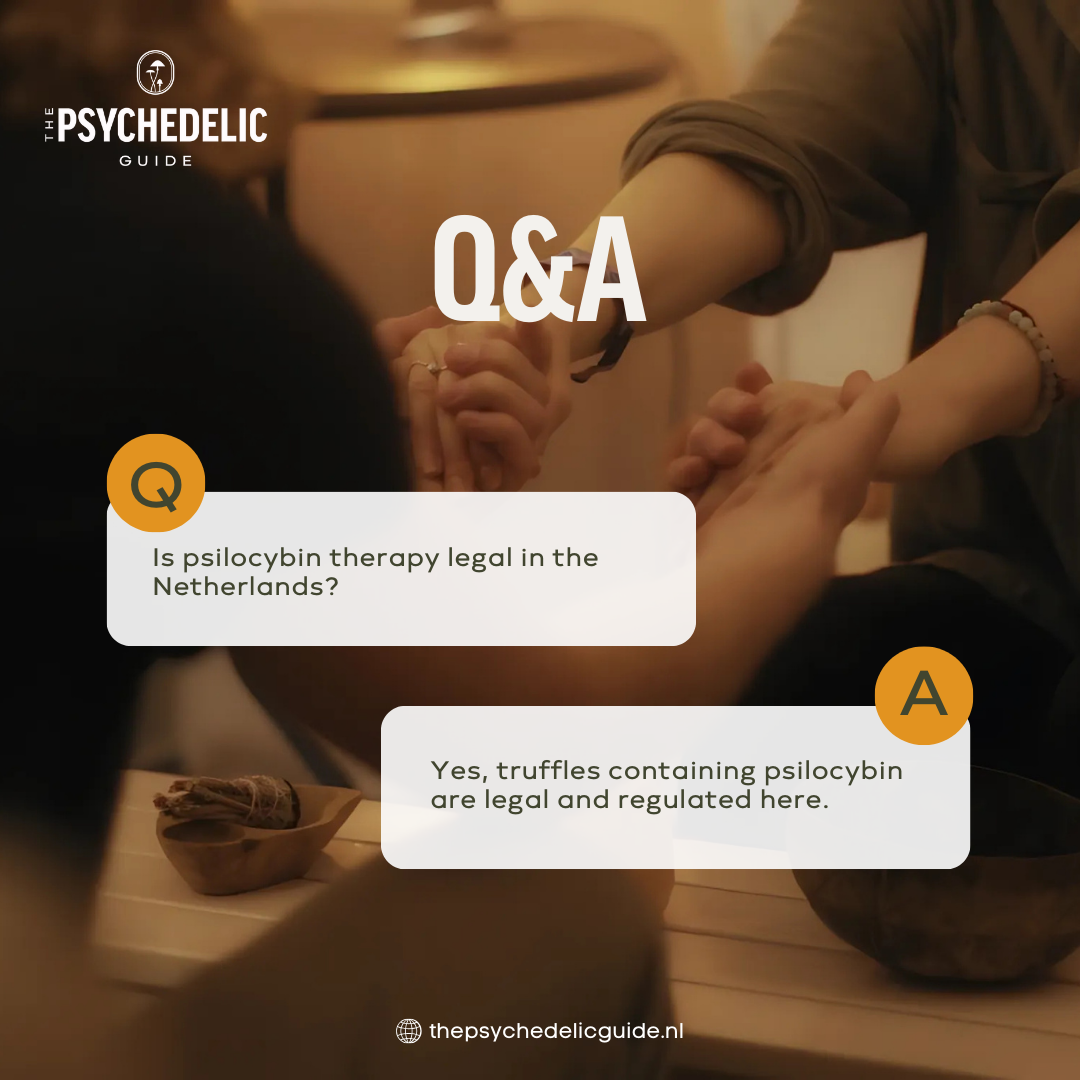 THE PSYCHEDELIC
GUIDE
Q&A
Q
Is psilocybin therapy legal in the
Netherlands?
A
Yes, truffles containing psilocybin
are legal and regulated here.
thepsychedelicguide.nl